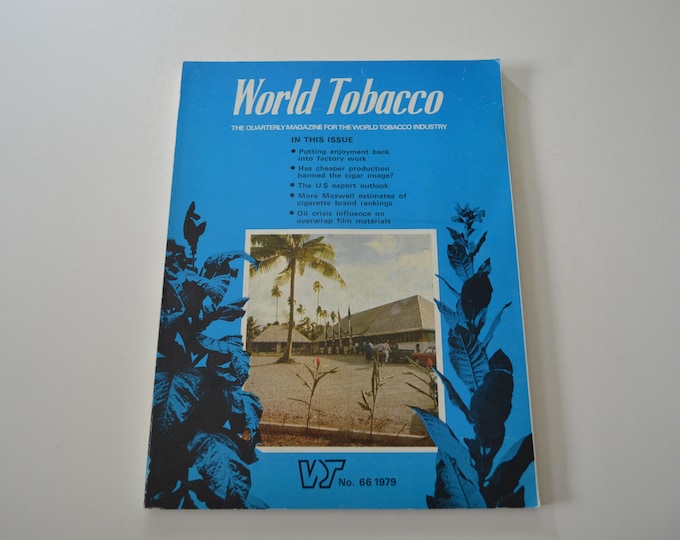 World Tobacco
THE QUARTERLY MAGAZINE FOR THE WORLD TOBACCO INDUSTRY
IN THIS ISSUE
• Putting enjoyment back
into factory work
• Has cheaper production
harmed the cigar image?
• The US export outlook
• More Maxwell estimates of
cigarette brand rankings
• Oil crisis influence on
overwrap film materials
WT No. 66 1979